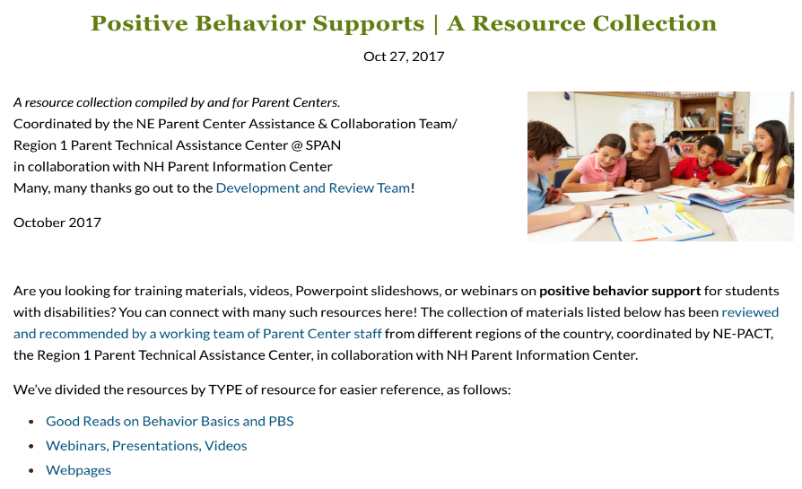 Positive Behavior Supports | A Resource Collection
Oct 27, 2017
A resource collection compiled by and for Parent Centers.
Coordinated by the NE Parent Center Assistance & Collaboration Team/
Region 1 Parent Technical Assistance Center @ SPAN
in collaboration with NH Parent Information Center
Many, many thanks go out to the Development and Review Team!
October 2017
Are you looking for training materials, videos, Powerpoint slideshows, or webinars on positive behavior support for students
with disabilities? You can connect with many such resources here! The collection of materials listed below has been reviewed
and recommended by a working team of Parent Center staff from different regions of the country, coordinated by NE-PACT,
the Region 1 Parent Technical Assistance Center, in collaboration with NH Parent Information Center.
We've divided the resources by TYPE of resource for easier reference, as follows:
• Good Reads on Behavior Basics and PBS
• Webinars, Presentations, Videos
• Webpages